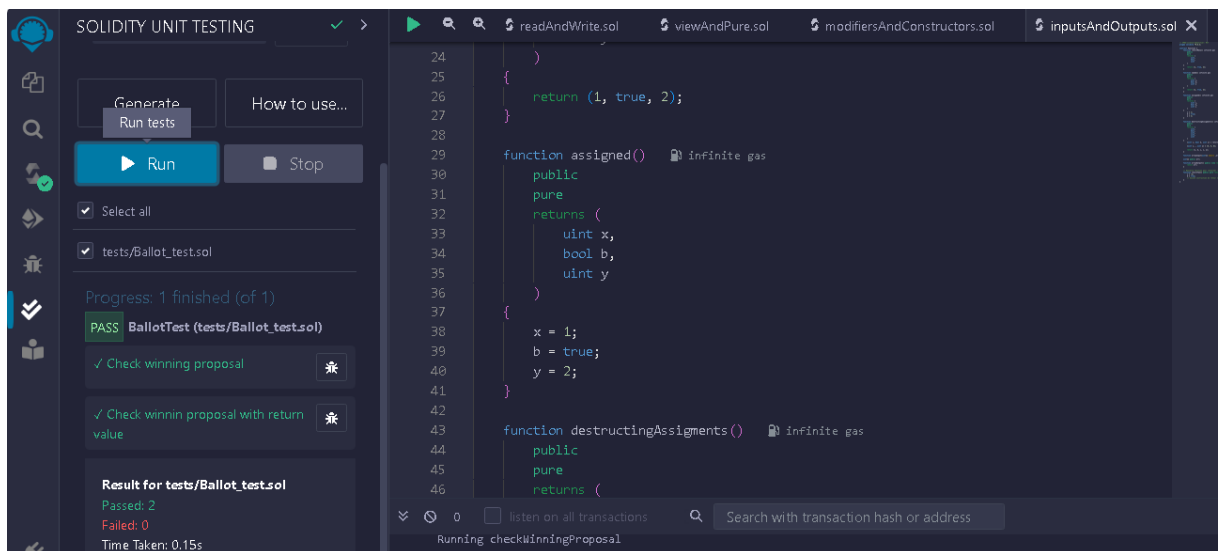 SOLIDITY UNIT TESTING
Generate
How to use...
Run tests
Run
Stop
Select all
tests/Ballot_test.sol
Progress: 1 finished (of 1)
PASS BallotTest (tests/Ballot_test.sol)
✓ Check winning proposal
✓ Check winnin proposal with return
value
Result for tests/Ballot_test.sol
Passed: 2
Failed: 0
Time Taken: 0.15s
readAndWrite.sol
viewAndPure.sol
modifiersAndConstructors.sol
inputsAndOutputs.sol
24 )
25 {
26 return (1, true, 2);
27 }
28
29 function assigned() infinite gas
30 public
31 pure
32 returns (
33 uint x,
34 bool b,
35 uint y
36 )
37 {
38 x = 1;
39 b = true;
40 y = 2;
41 }
42
43 function destructingAssigments() infinite gas
44 public
45 pure
46 returns (
0 listen on all transactions Search with transaction hash or address
Running checkWinningProposal